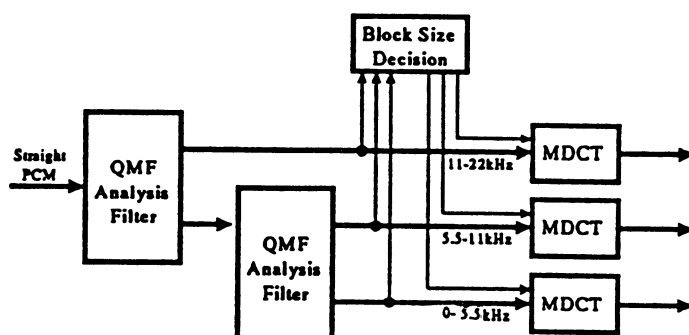 Block Size
Decision
Straight
PCM
QMF
Analysis
Filter
11-22kHz
MDCT
QMF
Analysis
Filter
5.5-11kHz
MDCT
0- 5.5kHz
MDCT